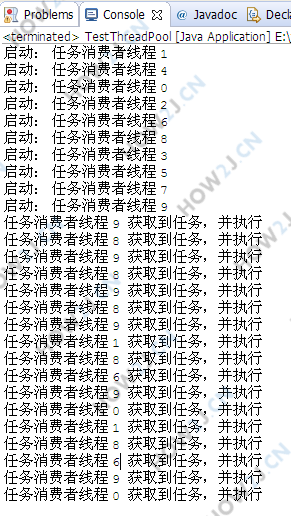 Problems Console Javadoc Decla
<terminated> TestThreadPool [Java Application] E:\
启动: 任务消费者线程 1
启动: 任务消费者线程 4
启动: 任务消费者线程 0
启动: 任务消费者线程 2
启动: 任务消费者线程 6
启动: 任务消费者线程 8
启动: 任务消费者线程 3
启动: 任务消费者线程 5
启动: 任务消费者线程 7
启动: 任务消费者线程 9
任务消费者线程 9 获取到任务，并执行
任务消费者线程 8 获取到任务，并执行
任务消费者线程 9 获取到任务，并执行
任务消费者线程 8 获取到任务，并执行
任务消费者线程 9 获取到任务，并执行
任务消费者线程 8 获取到任务，并执行
任务消费者线程 9 获取到任务，并执行
任务消费者线程 1 获取到任务，并执行
任务消费者线程 8 获取到任务，并执行
任务消费者线程 6 获取到任务，并执行
任务消费者线程 9 获取到任务，并执行
任务消费者线程 0 获取到任务，并执行
任务消费者线程 1 获取到任务，并执行
任务消费者线程 8 获取到任务，并执行
任务消费者线程 6 获取到任务，并执行
任务消费者线程 9 获取到任务，并执行
任务消费者线程 0 获取到任务，并执行
HOW2J.CN